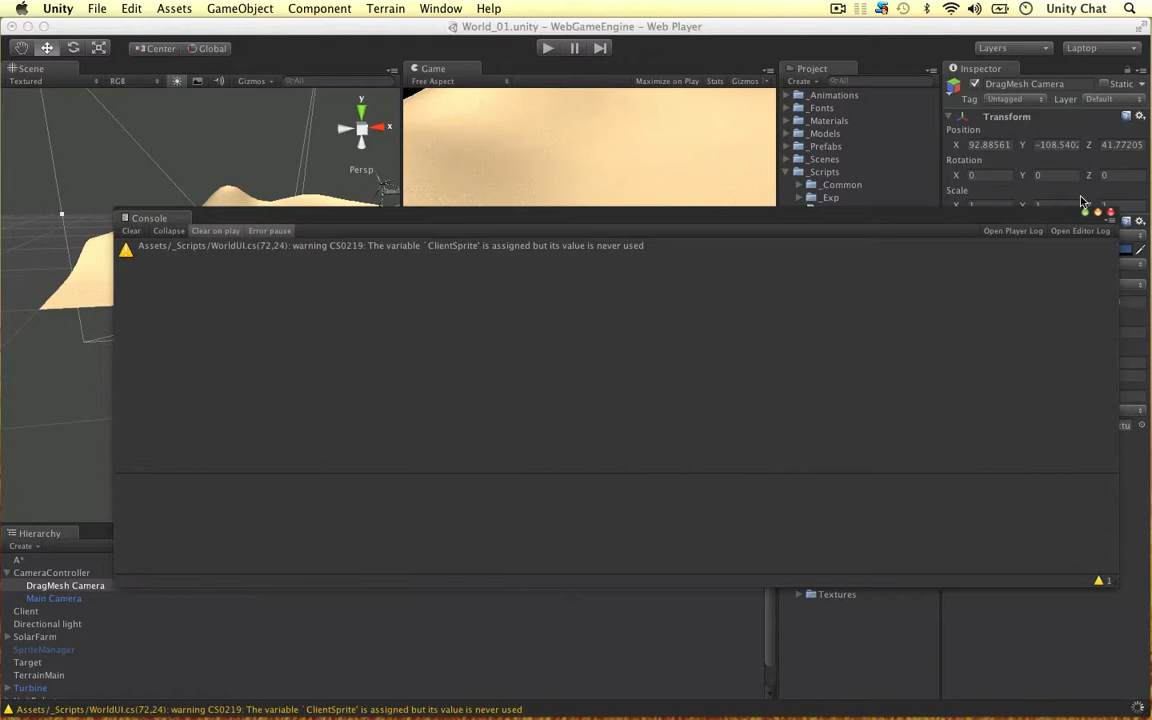 Unity File Edit Assets GameObject Component Terrain Window Help Unity Chat
World_01.unity – WebGameEngine – Web Player
Center Global Layers Laptop
Scene Game Project Inspector
Textured RGB Gizmos All Free Aspect Maximize on Play Stats Gizmos Create All
DragMesh Camera Static
Tag Untagged Layer Default
_Animations
_Fonts
_Materials
_Models
_Prefabs
_Scenes
_Scripts
_Common
_Exp
Transform
Position
X 92.88561 Y -108.5402 Z 41.77205
Rotation
X 0 Y 0 Z 0
Scale
y
x
Persp
Console
Clear Collapse Clear on play Error pause Open Player Log Open Editor Log
Assets/_Scripts/WorldUI.cs(72,24): warning CS0219: The variable `ClientSprite' is assigned but its value is never used
1
Hierarchy
Create
A*
CameraController
DragMesh Camera
Main Camera
Client
Directional light
SolarFarm
SpriteManager
Target
TerrainMain
Turbine
Textures
Assets/_Scripts/WorldUI.cs(72,24): warning CS0219: The variable `ClientSprite' is assigned but its value is never used